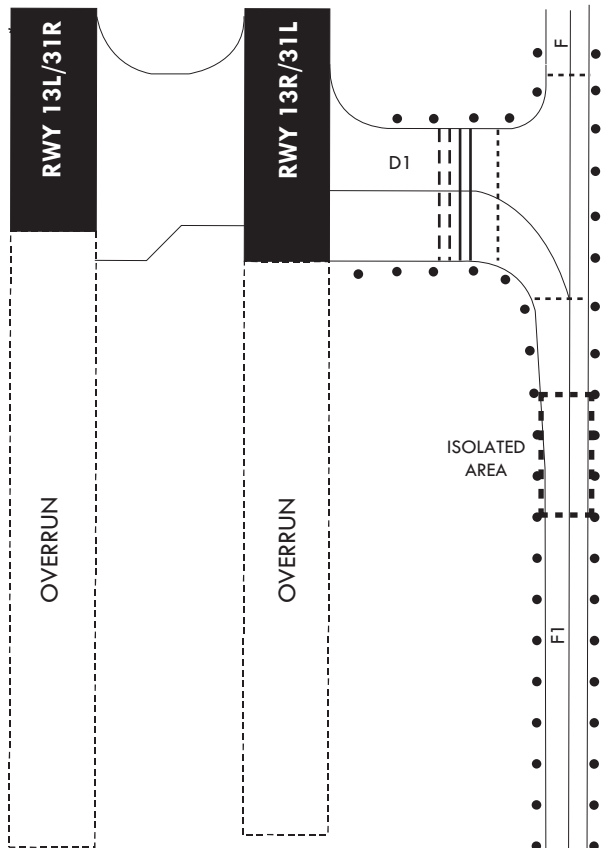 RWY 13L/31R
RWY 13R/31L
F
D1
ISOLATED
AREA
OVERRUN
OVERRUN
F1